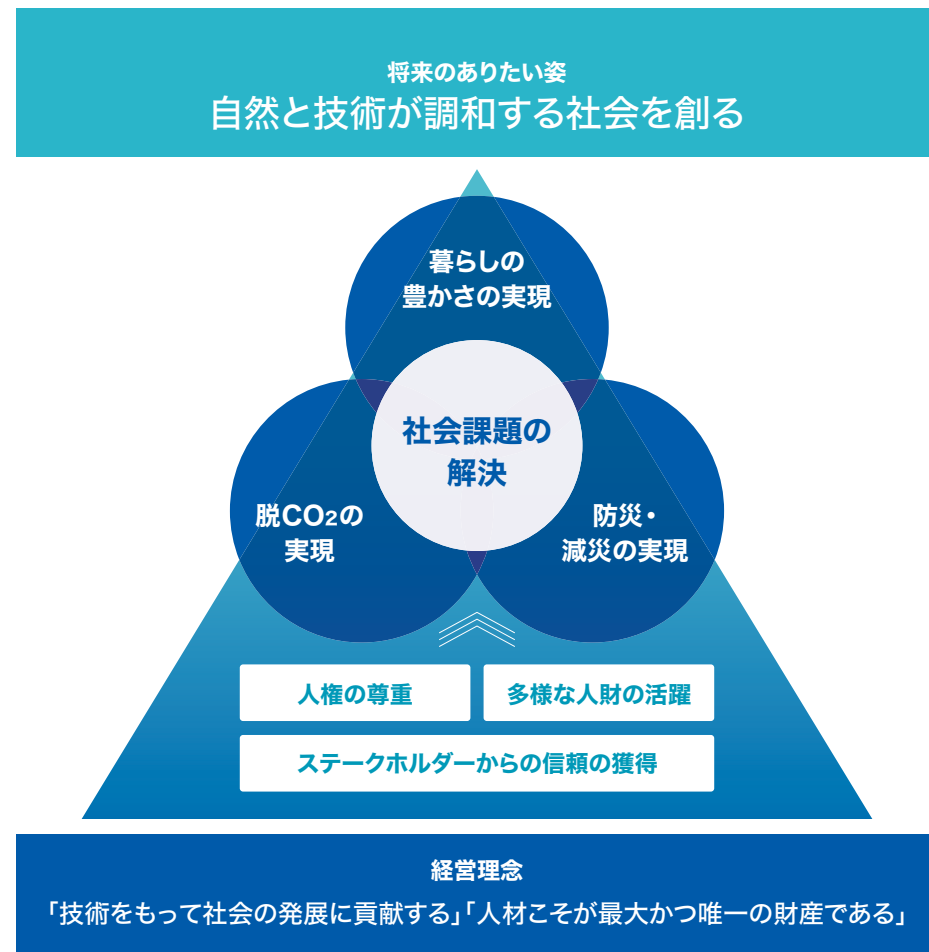 将来のありたい姿
自然と技術が調和する社会を創る
暮らしの
豊かさの実現
社会課題の
解決
脱CO2の
実現
防災・
減災の実現
人権の尊重
多様な人財の活躍
ステークホルダーからの信頼の獲得
経営理念
「技術をもって社会の発展に貢献する」「人材こそが最大かつ唯一の財産である」